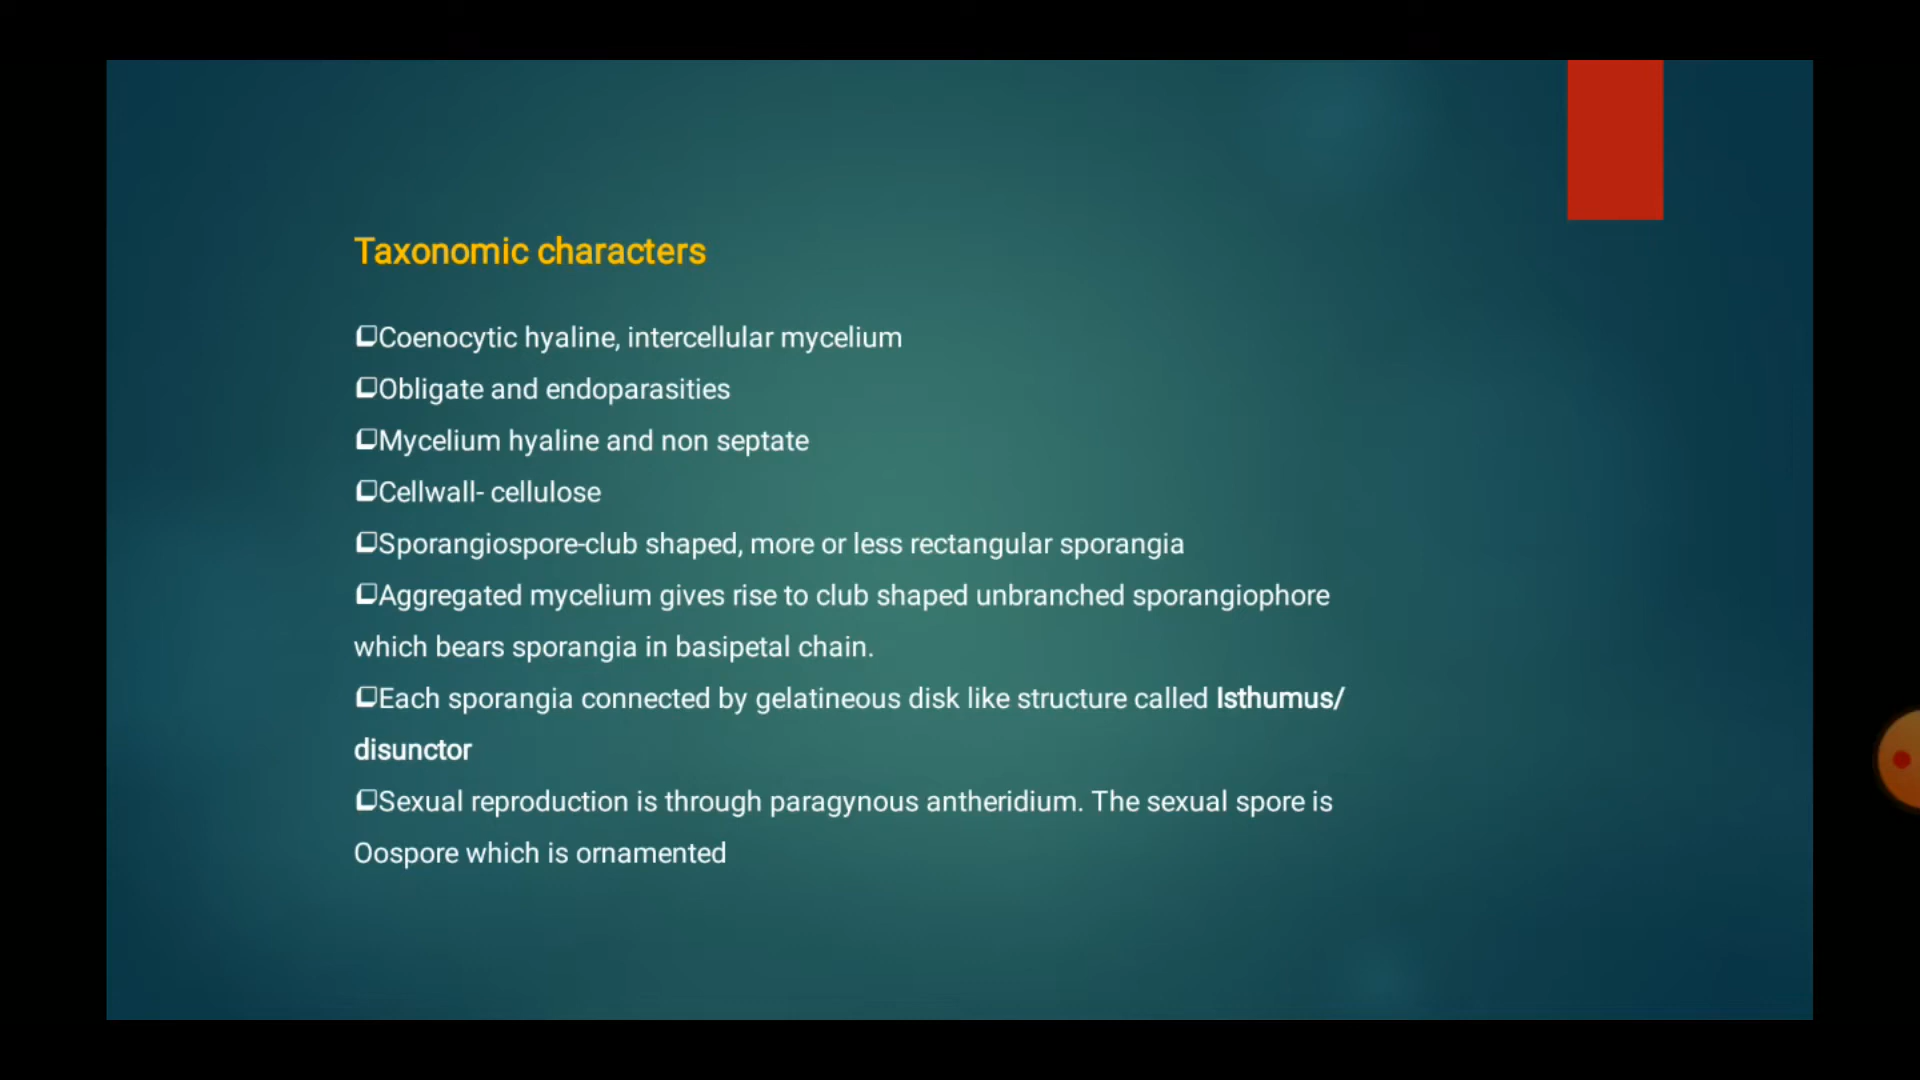 Taxonomic characters
❑Coenocytic hyaline, intercellular mycelium
❑Obligate and endoparasities
❑Mycelium hyaline and non septate
❑Cellwall- cellulose
❑Sporangiospore-club shaped, more or less rectangular sporangia
❑Aggregated mycelium gives rise to club shaped unbranched sporangiophore
which bears sporangia in basipetal chain.
❑Each sporangia connected by gelatineous disk like structure called Isthumus/
disunctor
❑Sexual reproduction is through paragynous antheridium. The sexual spore is
Oospore which is ornamented